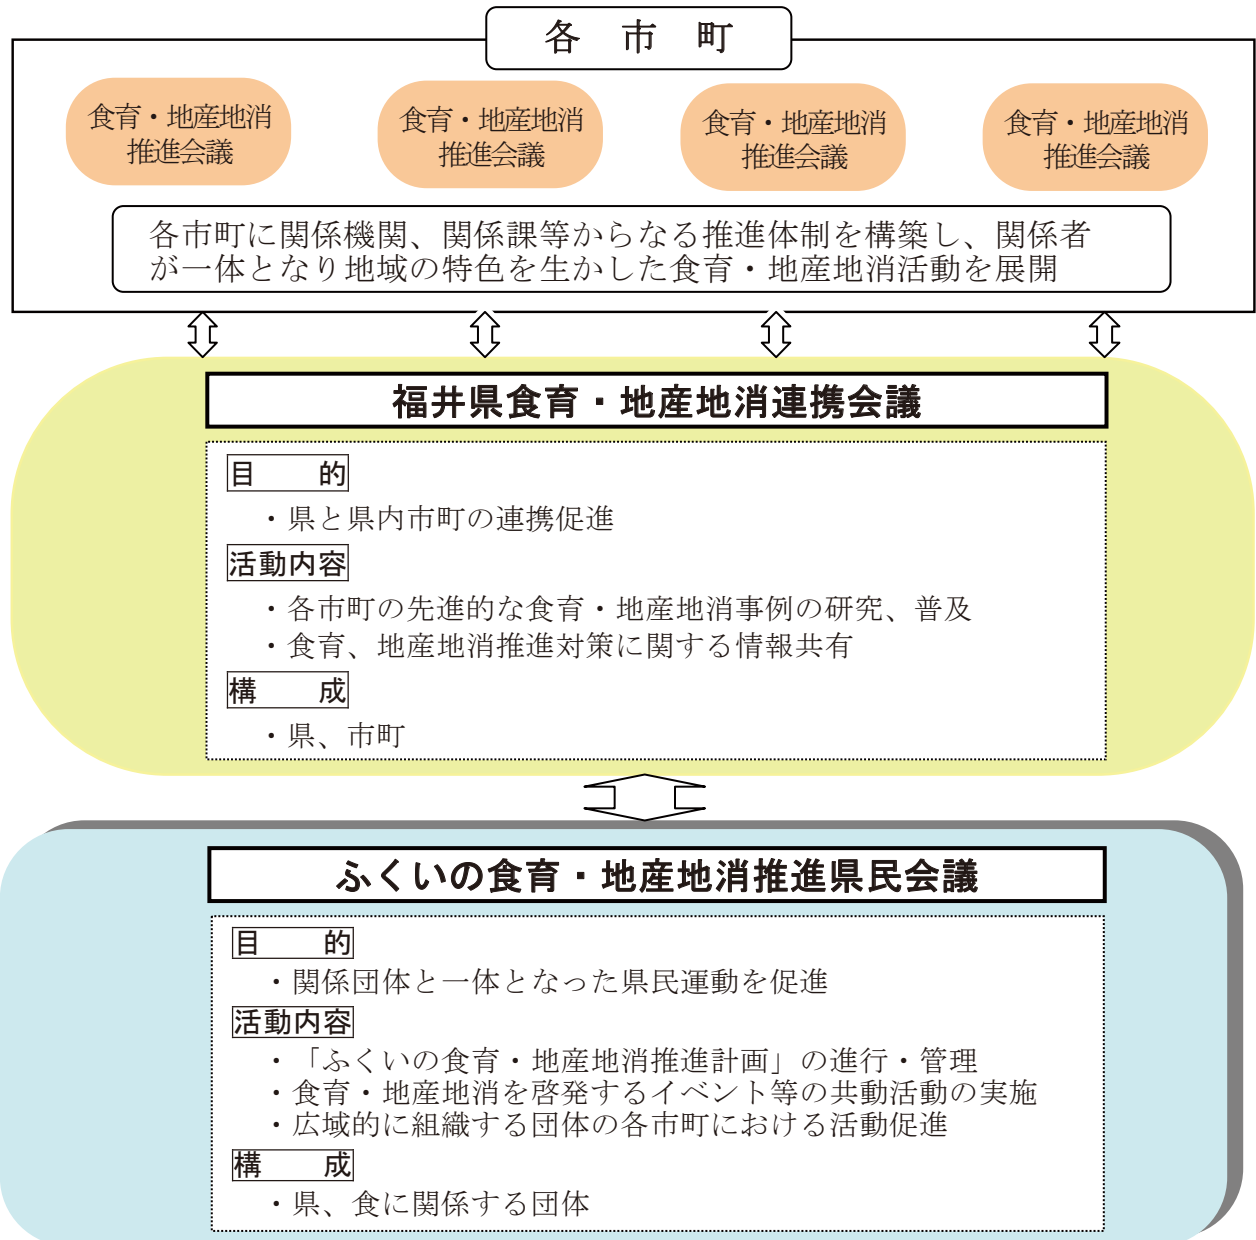 各　市　町
食育・地産地消
推進会議
食育・地産地消
推進会議
食育・地産地消
推進会議
食育・地産地消
推進会議
各市町に関係機関、関係課等からなる推進体制を構築し、関係者
が一体となり地域の特色を生かした食育・地産地消活動を展開
福井県食育・地産地消連携会議
目　　的
・県と県内市町の連携促進
活動内容
・各市町の先進的な食育・地産地消事例の研究、普及
・食育、地産地消推進対策に関する情報共有
構　　成
・県、市町
ふくいの食育・地産地消推進県民会議
目　　的
・関係団体と一体となった県民運動を促進
活動内容
・「ふくいの食育・地産地消推進計画」の進行・管理
・食育・地産地消を啓発するイベント等の共動活動の実施
・広域的に組織する団体の各市町における活動促進
構　　成
・県、食に関係する団体